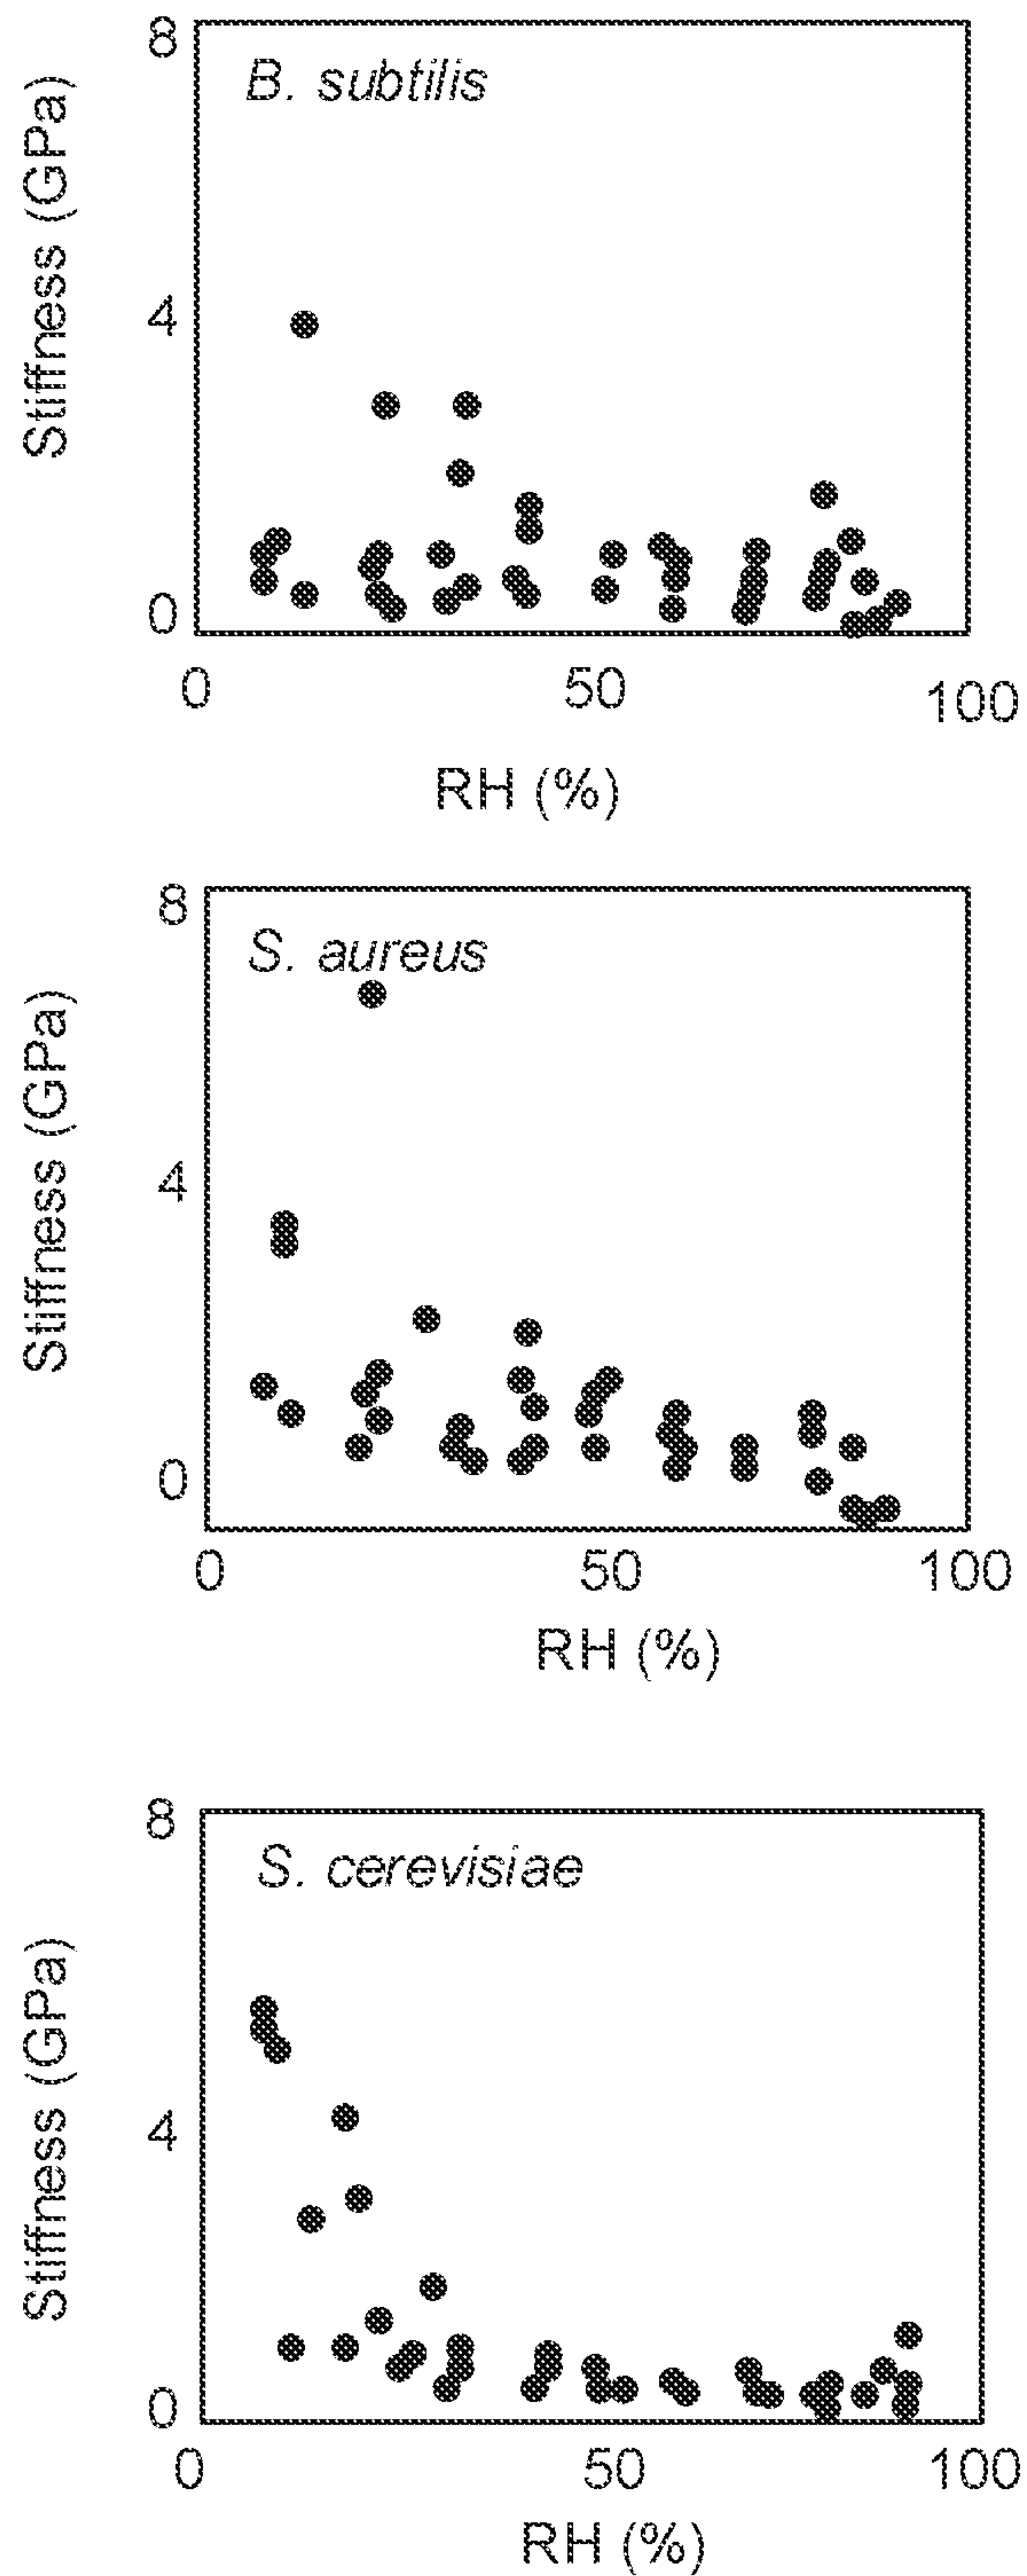 8
B. subtilis
Stiffness (GPa)
4
0
0 50 100
RH (%)
8
S. aureus
Stiffness (GPa)
4
0
0 50 100
RH (%)
8
S. cerevisiae
Stiffness (GPa)
4
0
0 50 100
RH (%)